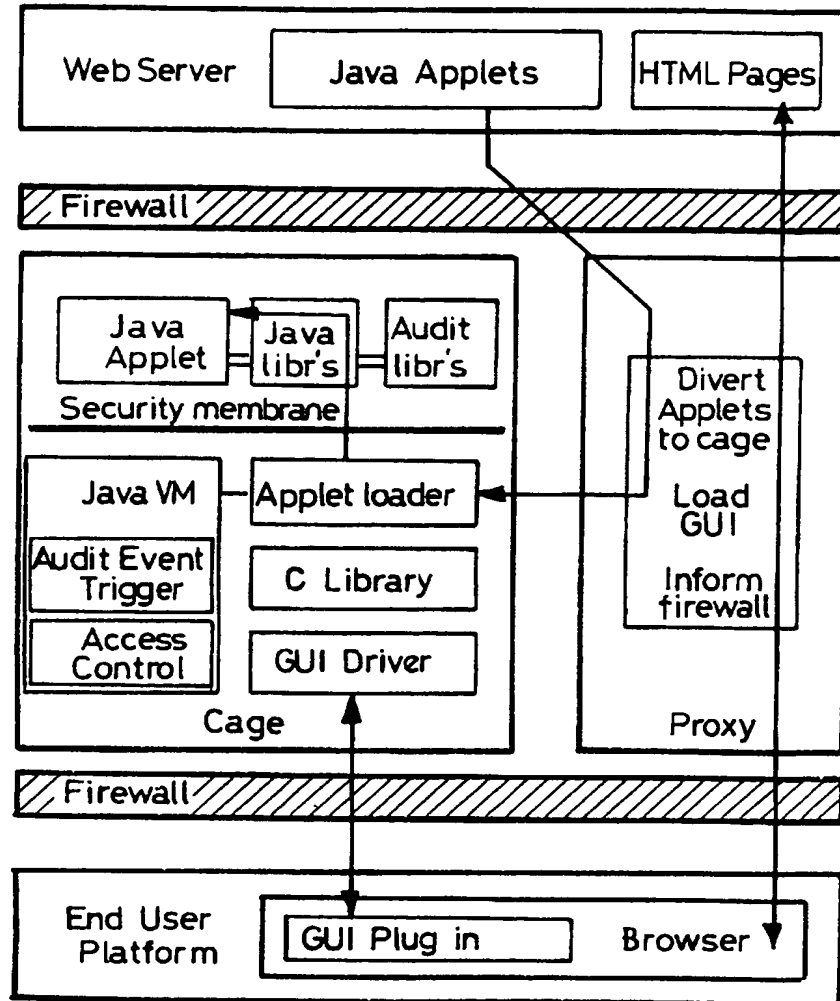 Web Server
Java Applets
HTML Pages
Firewall
Java
Applet
Java
libr's
Audit
libr's
Security membrane
Java VM
Applet loader
Audit Event
Trigger
C Library
Access
Control
GUI Driver
Cage
Divert
Applets
to cage
Load
GUI
Inform
firewall
Proxy
Firewall
End User
Platform
GUI Plug in
Browser